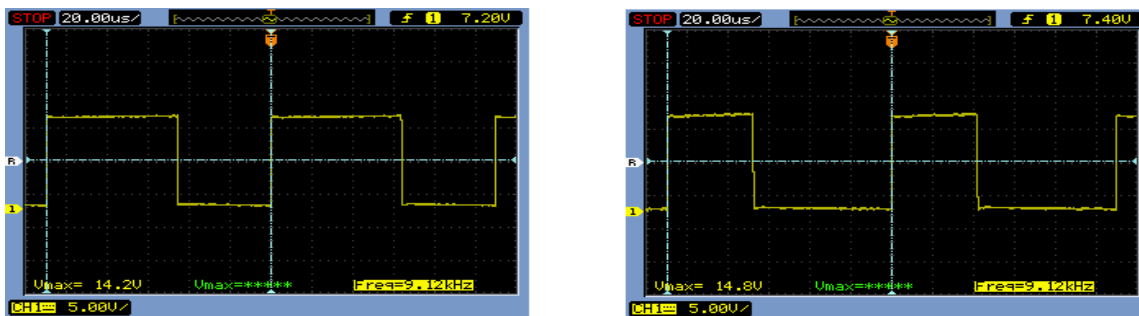 STOP 20.00us/ T f 1 7.20V
T
R
1
Vmax= 14.2V Vmax=***** Freq=9.12kHz
CH1 5.00V/
STOP 20.00us/ T f 1 7.40V
T
R
1
Vmax= 14.8V Vmax=***** Freq=9.12kHz
CH1 5.00V/